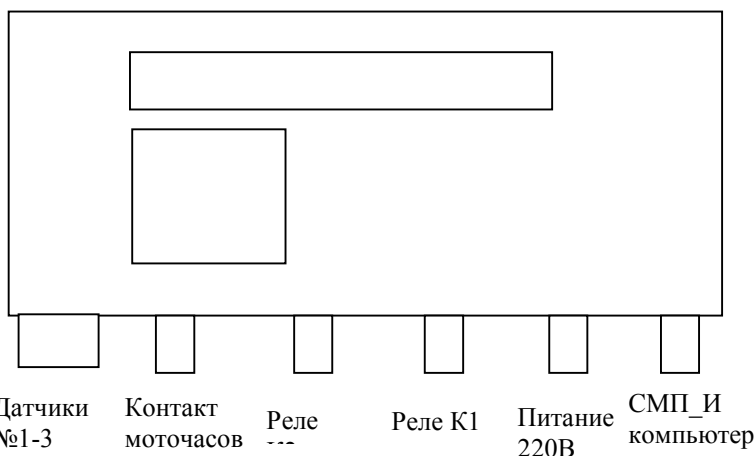 Датчики
№1-3
Контакт
моточасов
Реле
Реле К1
Питание
220В
СМП_И
компьютер